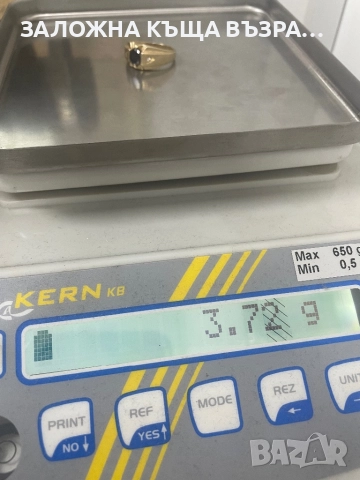 ЗАЛОЖНА КЪЩА ВЪЗРА...
Max 650 g
Min 0,5
KERN KB
3.72 g
PRINT
NO
REF
YES
MODE
REZ
UNIT
BAZAR